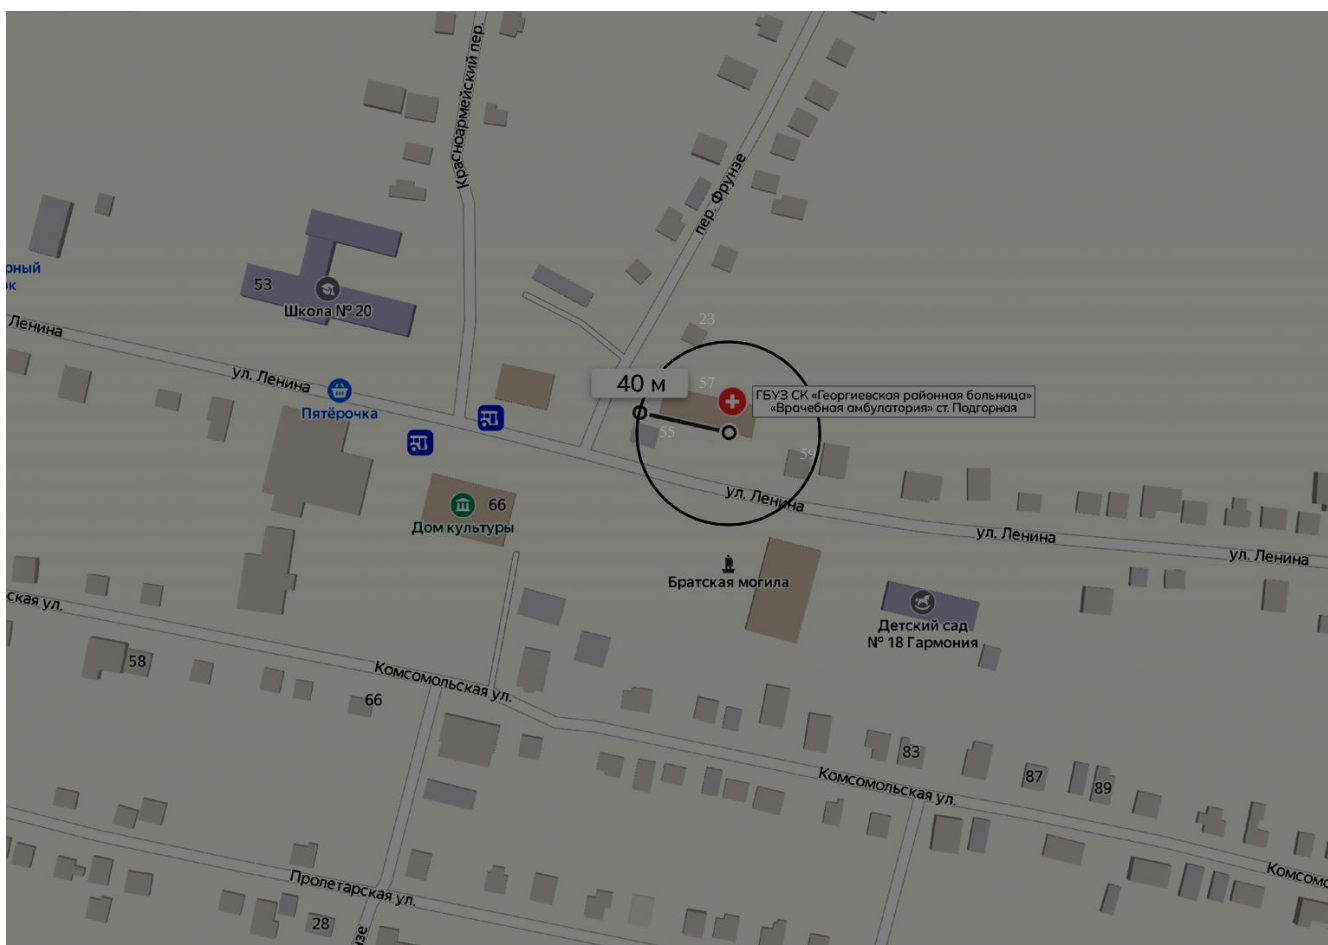 Красноармейский пер.
пер. Фрунзе
рный
ок
53
Школа № 20
Ленина
ул. Ленина
Пятёрочка
23
40 м
57
ГБУЗ СК «Георгиевская районная больница»
«Врачебная амбулатория» ст. Подгорная
55
59
ул. Ленина
66
Дом культуры
ул. Ленина
ул. Ленина
Братская могила
Детский сад
№ 18 Гармония
ская ул.
58
66
Комсомольская ул.
83
87
89
Комсомольская ул.
Комсомо
Пролетарская ул.
28
нзе